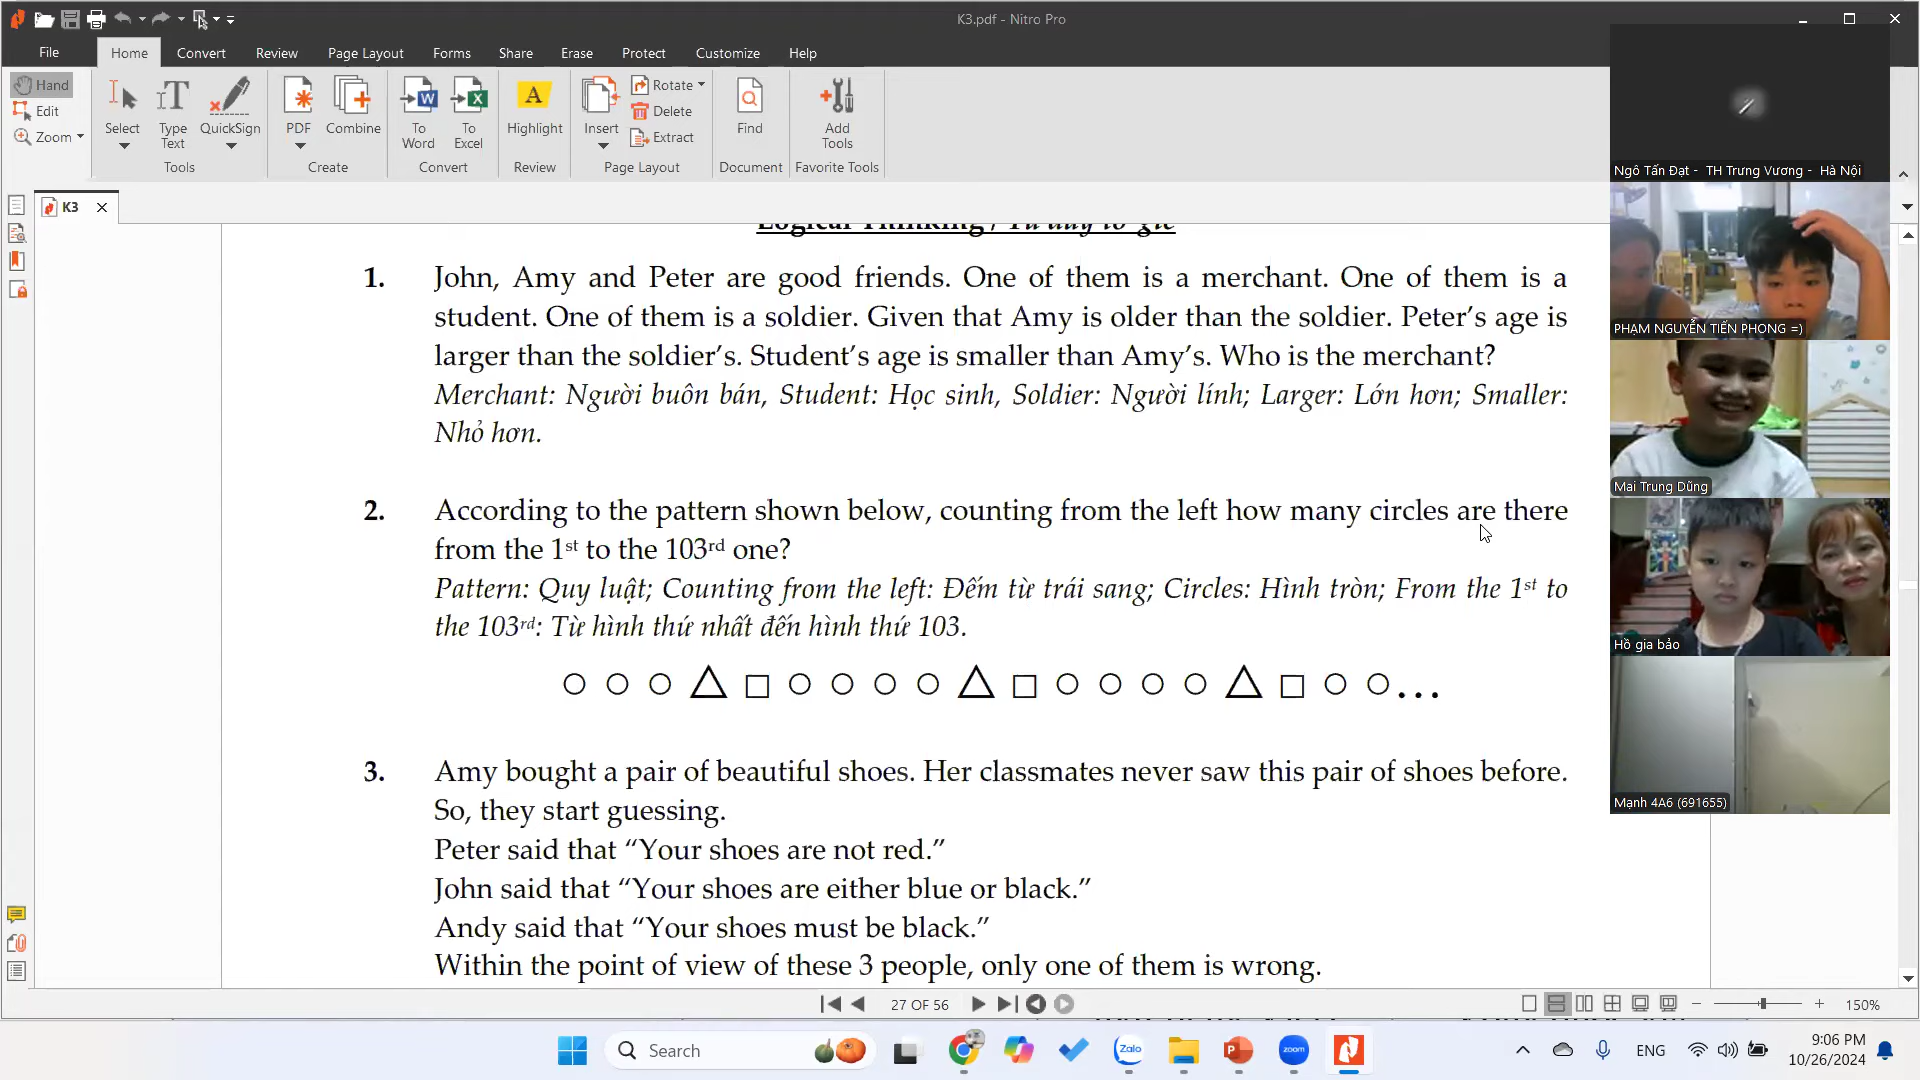 K3.pdf - Nitro Pro
File Home Convert Review Page Layout Forms Share Erase Protect Customize Help
Hand
Edit
Zoom
Select
Type Text
QuickSign
Tools
PDF
Combine
Create
To Word
To Excel
Convert
Highlight
Review
Insert
Rotate
Delete
Extract
Page Layout
Find
Document
Add Tools
Favorite Tools
K3
Logical Thinking / Tư duy lô-gic
1. John, Amy and Peter are good friends. One of them is a merchant. One of them is a
student. One of them is a soldier. Given that Amy is older than the soldier. Peter’s age is
larger than the soldier’s. Student’s age is smaller than Amy’s. Who is the merchant?
Merchant: Người buôn bán, Student: Học sinh, Soldier: Người lính; Larger: Lớn hơn; Smaller:
Nhỏ hơn.
2. According to the pattern shown below, counting from the left how many circles are there
from the 1st to the 103rd one?
Pattern: Quy luật; Counting from the left: Đếm từ trái sang; Circles: Hình tròn; From the 1st to
the 103rd: Từ hình thứ nhất đến hình thứ 103.
...
3. Amy bought a pair of beautiful shoes. Her classmates never saw this pair of shoes before.
So, they start guessing.
Peter said that “Your shoes are not red.”
John said that “Your shoes are either blue or black.”
Andy said that “Your shoes must be black.”
Within the point of view of these 3 people, only one of them is wrong.
Ngô Tấn Đạt - TH Trưng Vương - Hà Nội
PHẠM NGUYỄN TIẾN PHONG =)
Mai Trung Dũng
Hồ gia bảo
Mạnh 4A6 (691655)
27 OF 56
150%
Search
Zalo
zoom
ENG
9:06 PM
10/26/2024